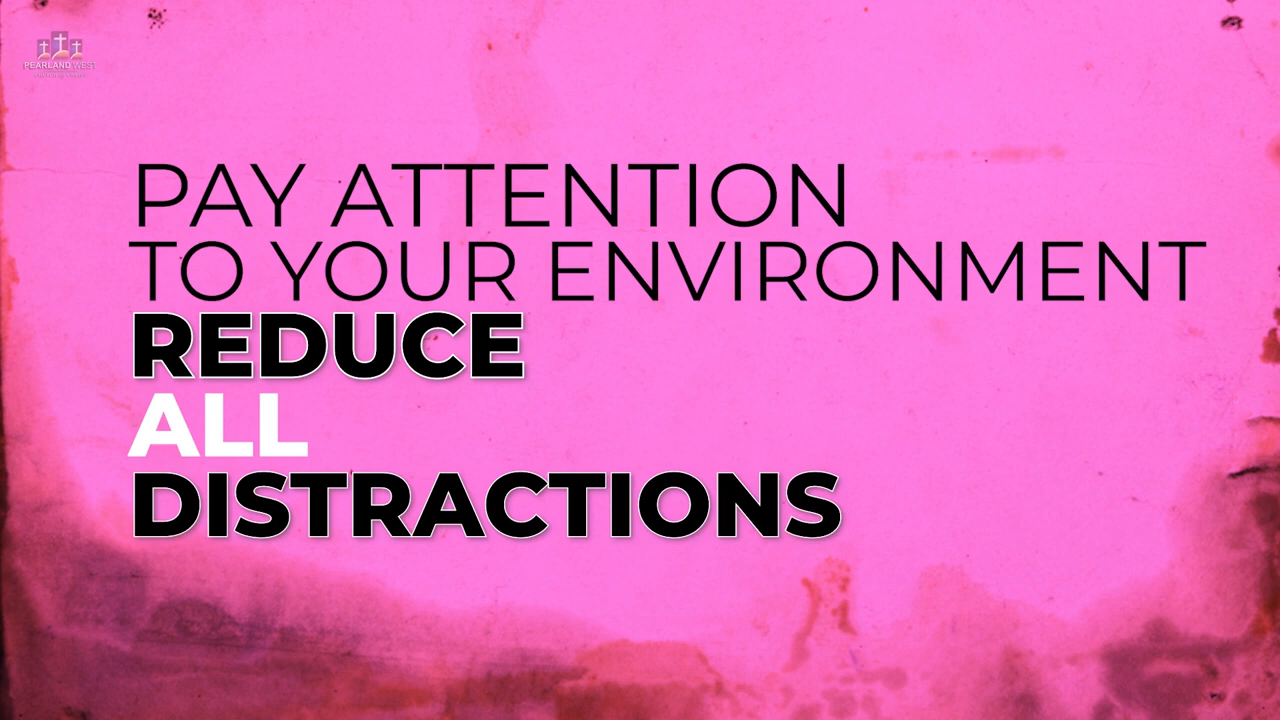 PEARLAND WEST
PAY ATTENTION
TO YOUR ENVIRONMENT
REDUCE
ALL
DISTRACTIONS